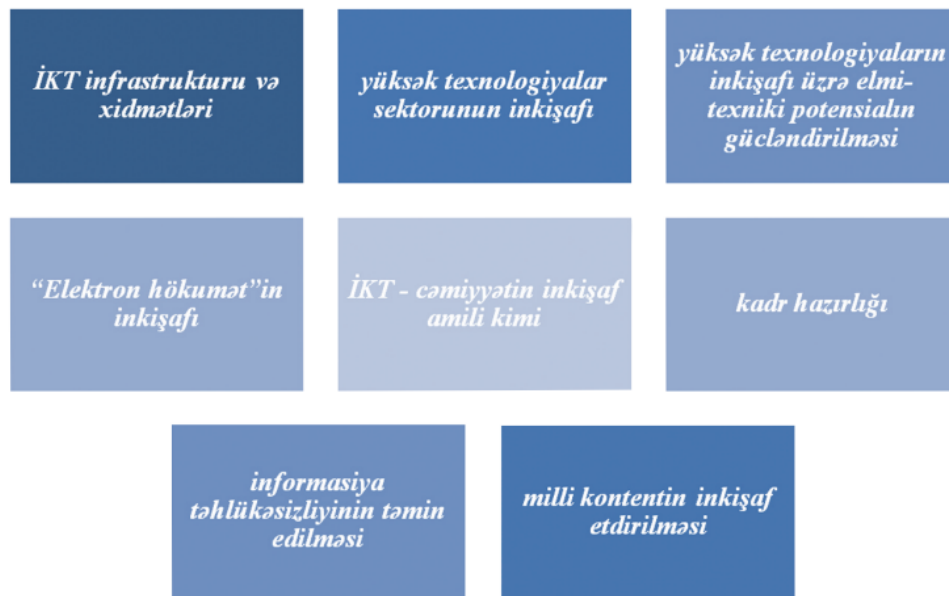 İKT infrastrukturu və
xidmətləri
yüksək texnologiyalar
sektorunun inkişafı
yüksək texnologiyaların
inkişafı üzrə elmi-
texniki potensialın
gücləndirilməsi
“Elektron hökumət”in
inkişafı
İKT - cəmiyyətin inkişaf
amili kimi
kadr hazırlığı
informasiya
təhlükəsizliyinin təmin
edilməsi
milli kontentin inkişaf
etdirilməsi